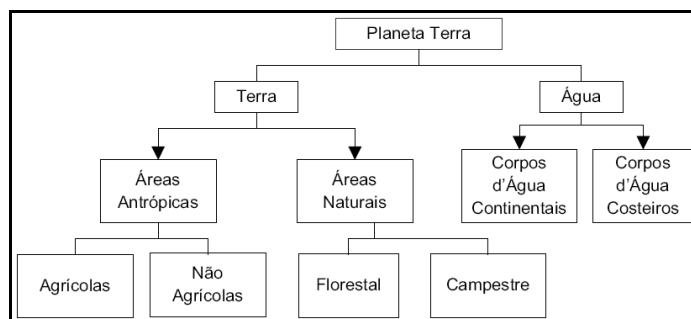 Planeta Terra
Terra
Água
Áreas
Antrópicas
Áreas
Naturais
Corpos
d'Água
Continentais
Corpos
d'Água
Costeiros
Agrícolas
Não
Agrícolas
Florestal
Campestre